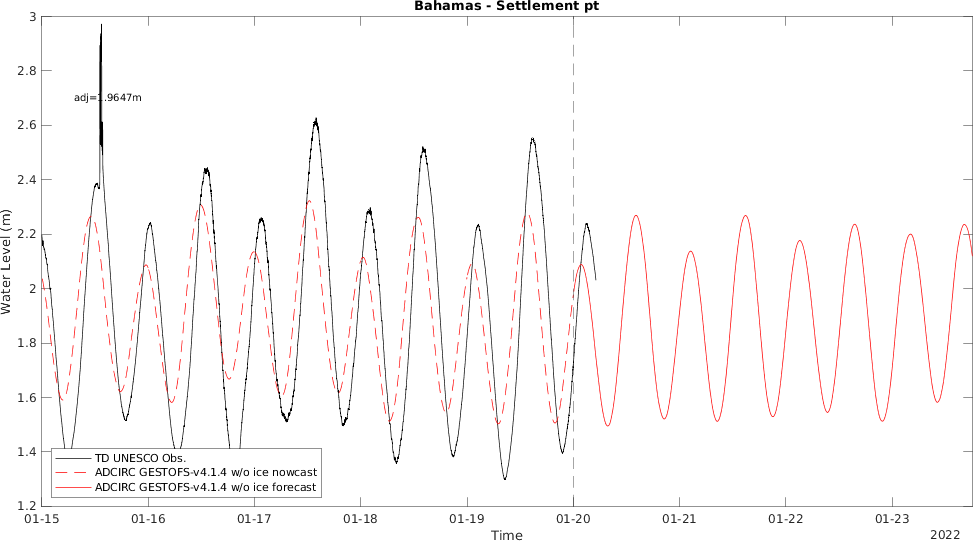 Bahamas - Settlement pt
3
2.8
adj=1.9647m
2.6
2.4
2.2
2
1.8
1.6
1.4
1.2
Water Level (m)
TD UNESCO Obs.
ADCIRC GESTOFS-v4.1.4 w/o ice nowcast
ADCIRC GESTOFS-v4.1.4 w/o ice forecast
01-15 01-16 01-17 01-18 01-19 01-20 01-21 01-22 01-23
Time
2022